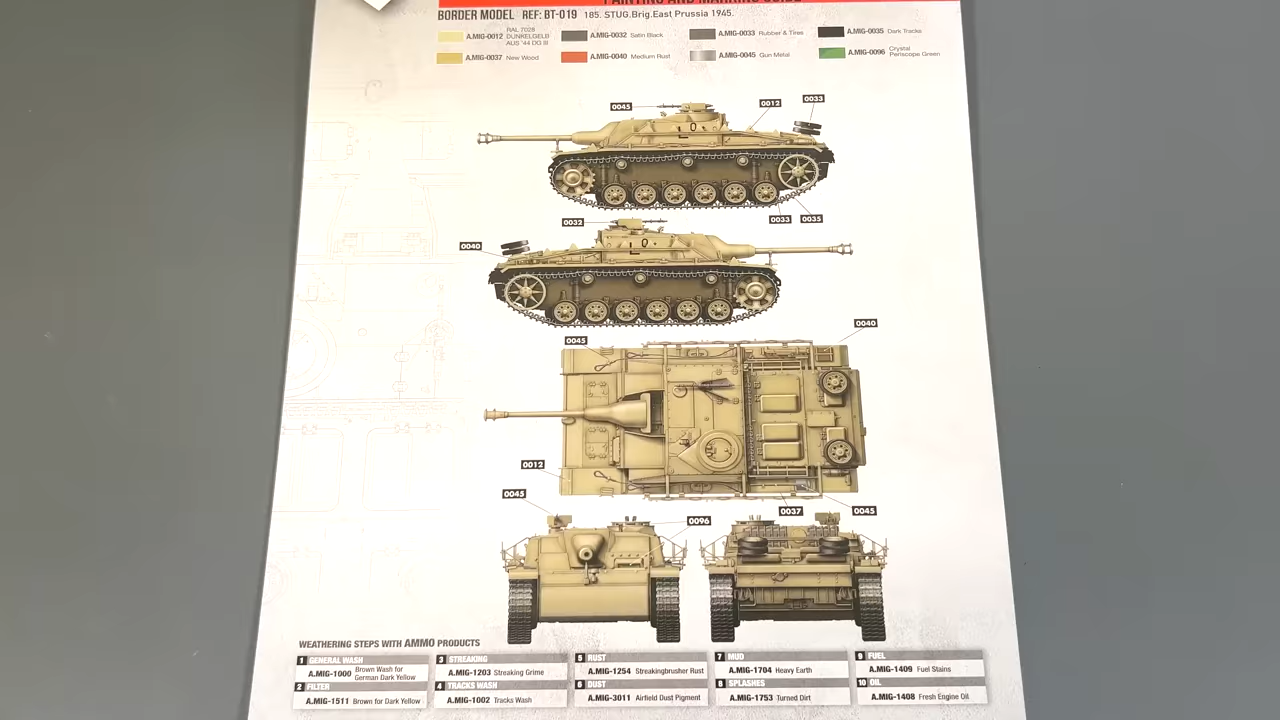 PAINTING AND MARKING GUIDE
BORDER MODEL REF: BT-019 185. STUG.Brig.East Prussia 1945.
A.MIG-0012 RAL 7028 DUNKELGELB AUS '44 DG III
A.MIG-0032 Satin Black
A.MIG-0033 Rubber & Tires
A.MIG-0035 Dark Tracks
A.MIG-0037 New Wood
A.MIG-0040 Medium Rust
A.MIG-0045 Gun Metal
A.MIG-0096 Crystal Periscope Green
0045
0012
0033
L O
0033
0035
0032
0040
L O
0040
0045
0012
0037
0045
0045
0096
WEATHERING STEPS WITH AMMO PRODUCTS
1 GENERAL WASH
A.MIG-1000 Brown Wash for German Dark Yellow
2 FILTER
A.MIG-1511 Brown for Dark Yellow
3 STREAKING
A.MIG-1203 Streaking Grime
4 TRACKS WASH
A.MIG-1002 Tracks Wash
5 RUST
A.MIG-1254 Streakingbrusher Rust
6 DUST
A.MIG-3011 Airfield Dust Pigment
7 MUD
A.MIG-1704 Heavy Earth
8 SPLASHES
A.MIG-1753 Turned Dirt
9 FUEL
A.MIG-1409 Fuel Stains
10 OIL
A.MIG-1408 Fresh Engine Oil